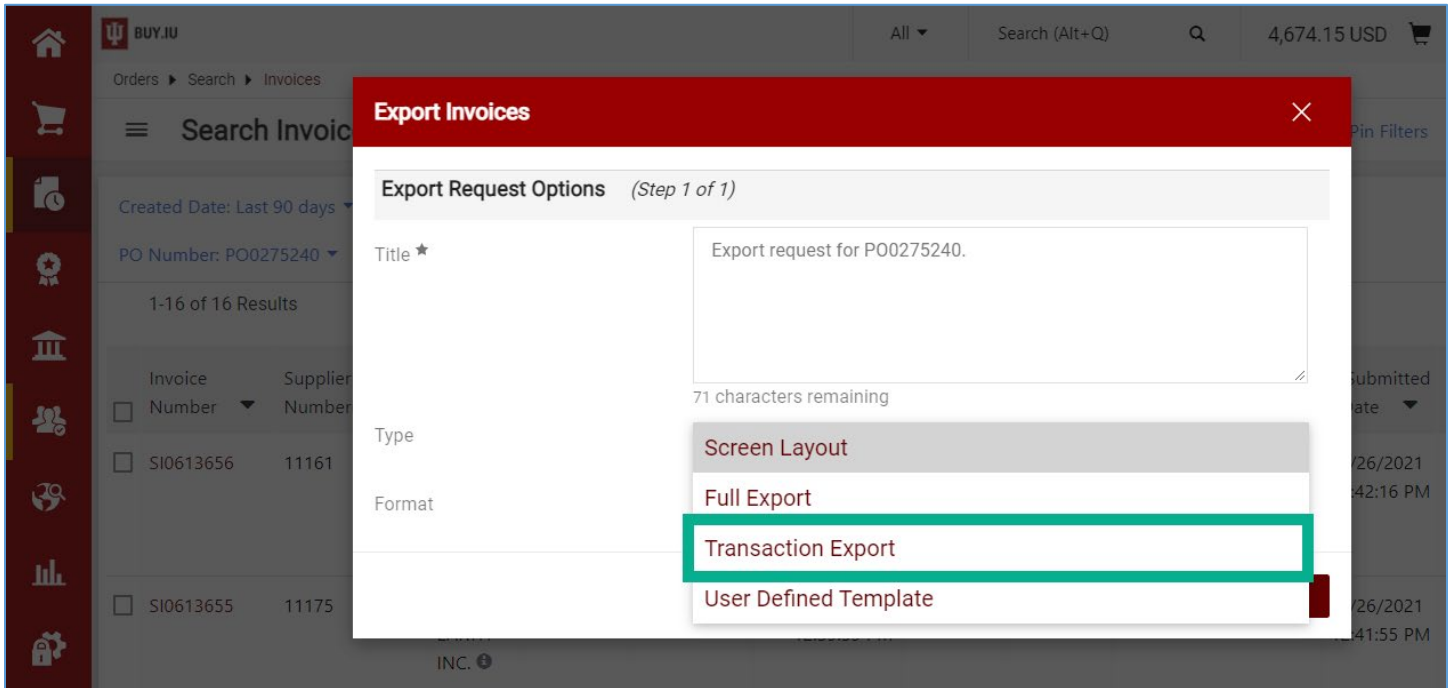 BUY.IU
All
Search (Alt+Q)
4,674.15 USD
Orders
Search
Invoices
Search Invoic
Pin Filters
Export Invoices
Export Request Options (Step 1 of 1)
Created Date: Last 90 days
PO Number: PO0275240
Title ★
Export request for PO0275240.
71 characters remaining
1-16 of 16 Results
Invoice Number
Supplier Number
Submitted
Type
Screen Layout
Full Export
Transaction Export
User Defined Template
Format
SI0613656
11161
/26/2021
:42:16 PM
SI0613655
11175
/26/2021
:41:55 PM
INC.